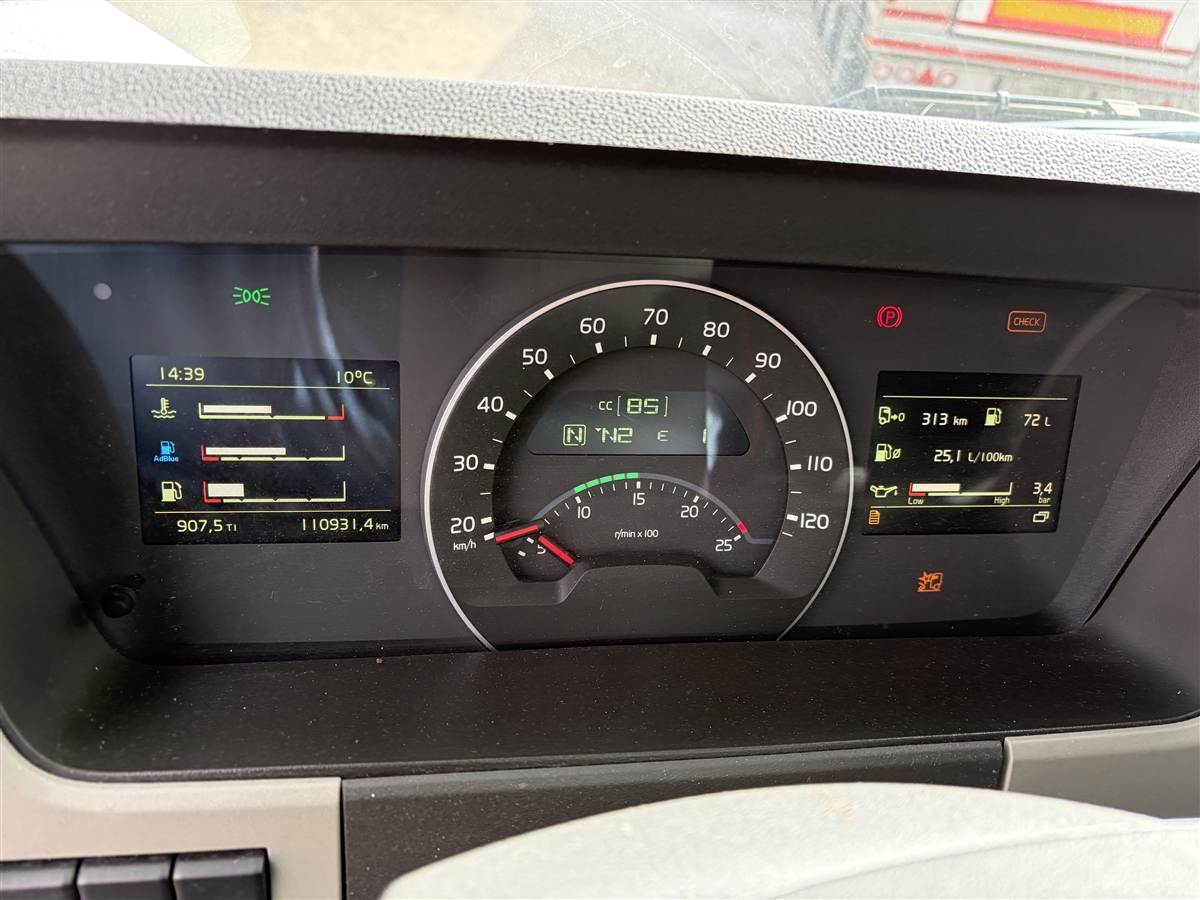 14:39 10°C
AdBlue
907,5 T1 110931,4 km
20 30 40 50 60 70 80 90 100 110 120
km/h
CC [85]
N N2 E
5 10 15 20 25
r/min x 100
P
CHECK
0 313 km 72 L
Ø 25,1 L/100km
Low High 3,4
bar